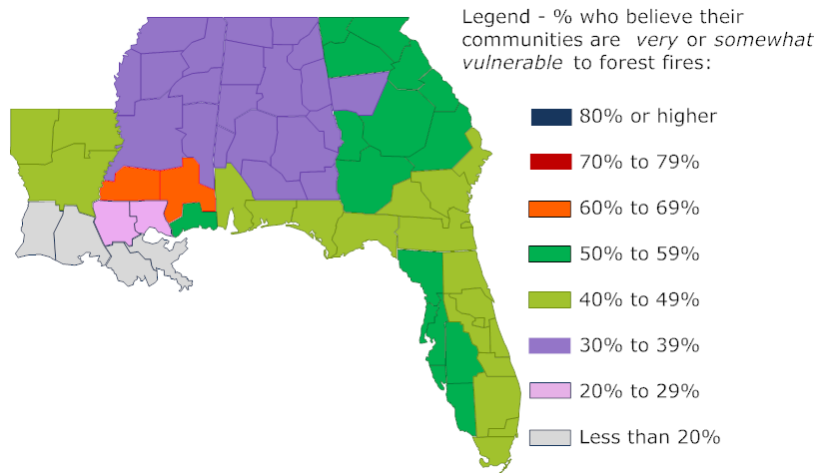 Legend - % who believe their
communities are very or somewhat
vulnerable to forest fires:
80% or higher
70% to 79%
60% to 69%
50% to 59%
40% to 49%
30% to 39%
20% to 29%
Less than 20%